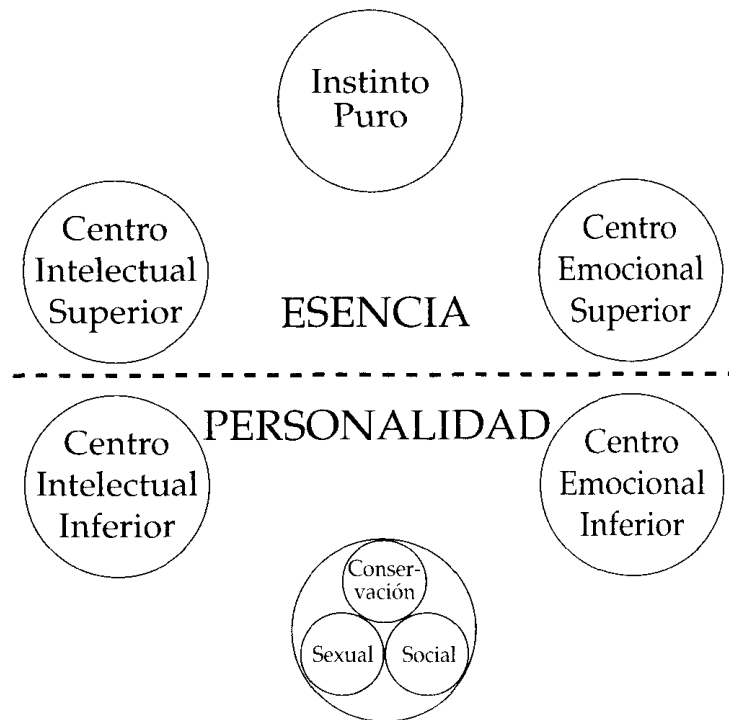 Instinto
Puro
Centro
Intelectual
Superior
Centro
Emocional
Superior
ESENCIA
PERSONALIDAD
Centro
Intelectual
Inferior
Centro
Emocional
Inferior
Conser-
vación
Sexual
Social